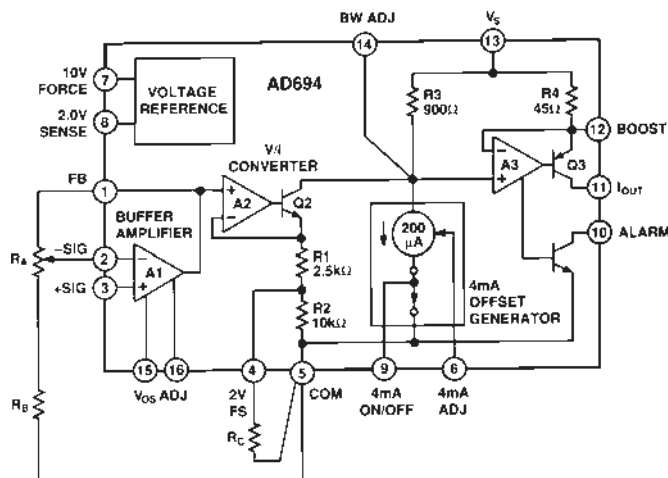 BW ADJ
14
VS
13
10V
FORCE
7
VOLTAGE
REFERENCE
AD694
R3
900Ω
R4
45Ω
2.0V
SENSE
8
12
BOOST
V/I
CONVERTER
A3
Q3
FB
1
A2
Q2
11
IOUT
BUFFER
AMPLIFIER
200
μA
10
ALARM
RA
−SIG
2
A1
R1
2.5kΩ
+SIG
3
4mA
OFFSET
GENERATOR
R2
10kΩ
15
16
4
5
9
6
VOS ADJ
2V
FS
COM
4mA
ON/OFF
4mA
ADJ
RB
RC